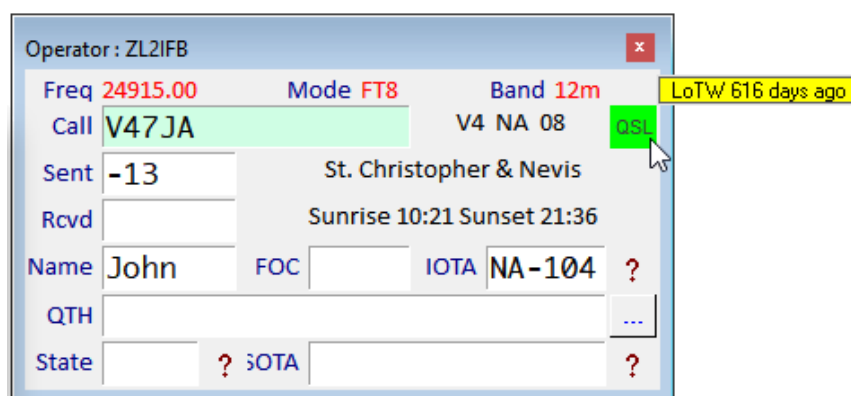 Operator : ZL2IFB x
Freq 24915.00 Mode FT8 Band 12m
LoTW 616 days ago
Call V47JA V4 NA 08 QSL
Sent -13 St. Christopher & Nevis
Rcvd Sunrise 10:21 Sunset 21:36
Name John FOC IOTA NA-104 ?
QTH ...
State ? SOTA ?